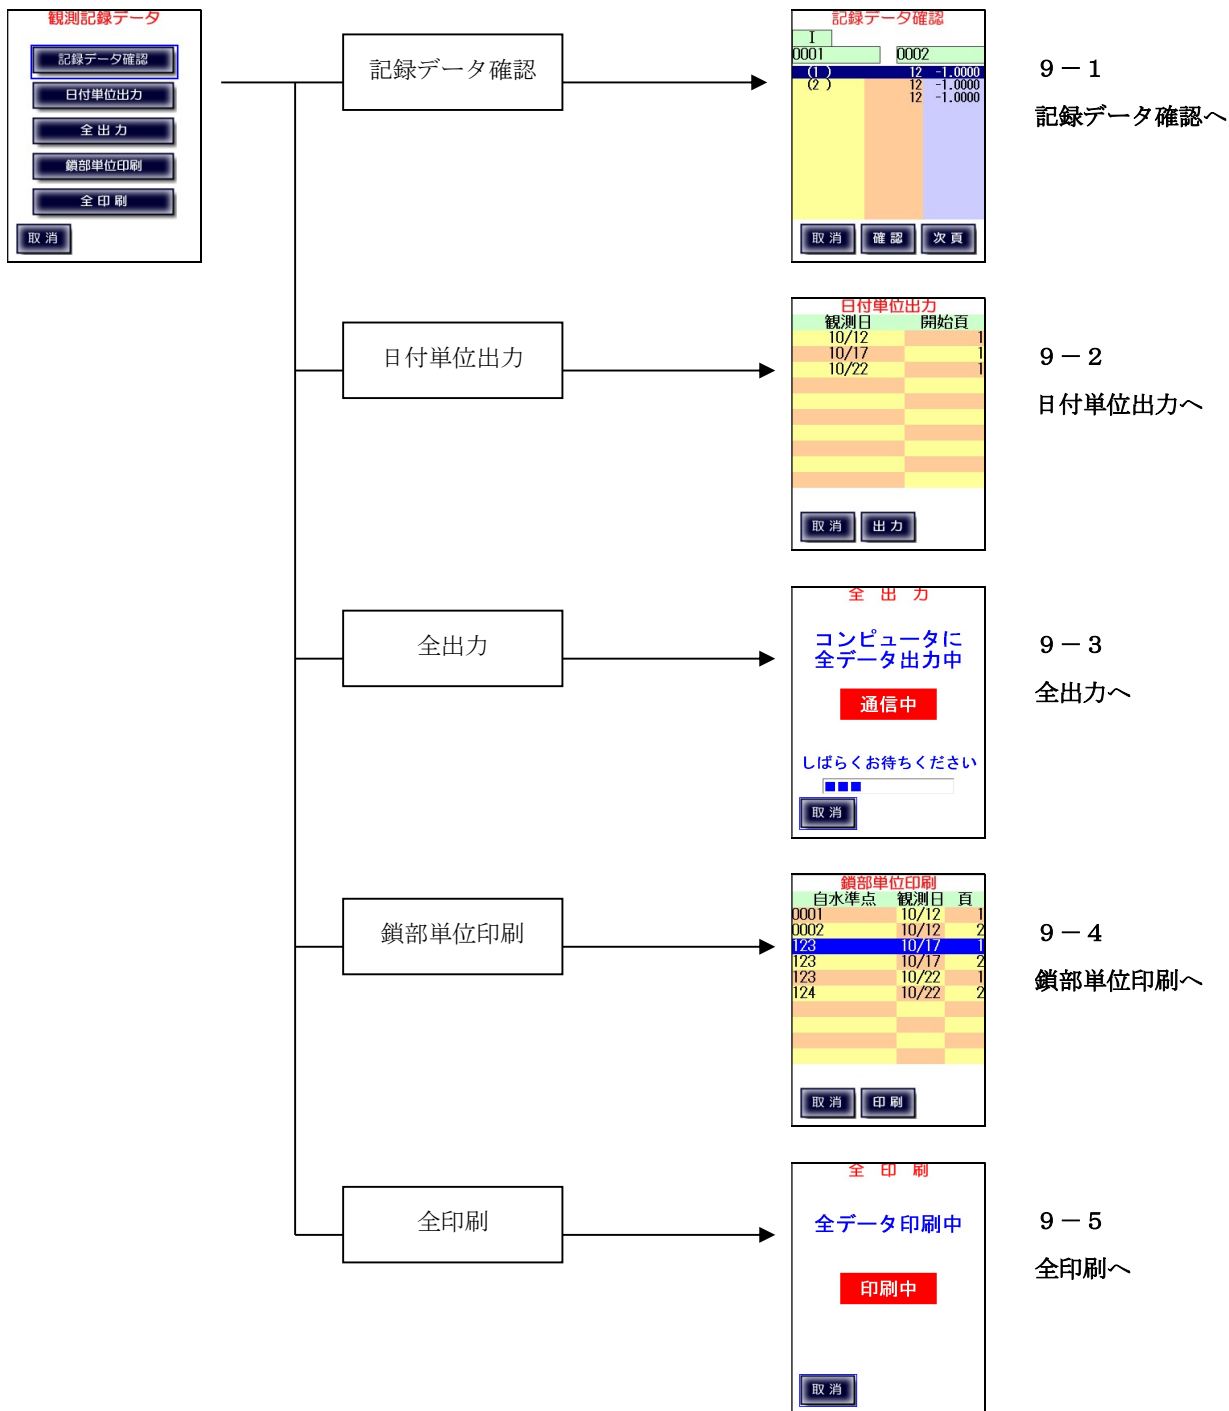 観測記録データ
記録データ確認
日付単位出力
全出力
鎖部単位印刷
全印刷
取消
記録データ確認
記録データ確認
I
0001 0002
(1 ) 12 -1.0000
(2 ) 12 -1.0000
12 -1.0000
取消 確認 次頁
9－1
記録データ確認へ
日付単位出力
日付単位出力
観測日 開始頁
10/12 1
10/17 1
10/22 1
取消 出力
9－2
日付単位出力へ
全出力
全 出 力
コンピュータに
全データ出力中
通信中
しばらくお待ちください
取消
9－3
全出力へ
鎖部単位印刷
鎖部単位印刷
自水準点 観測日 頁
0001 10/12 1
0002 10/12 2
123 10/17 1
123 10/17 2
123 10/22 1
124 10/22 2
取消 印刷
9－4
鎖部単位印刷へ
全印刷
全 印 刷
全データ印刷中
印刷中
取消
9－5
全印刷へ